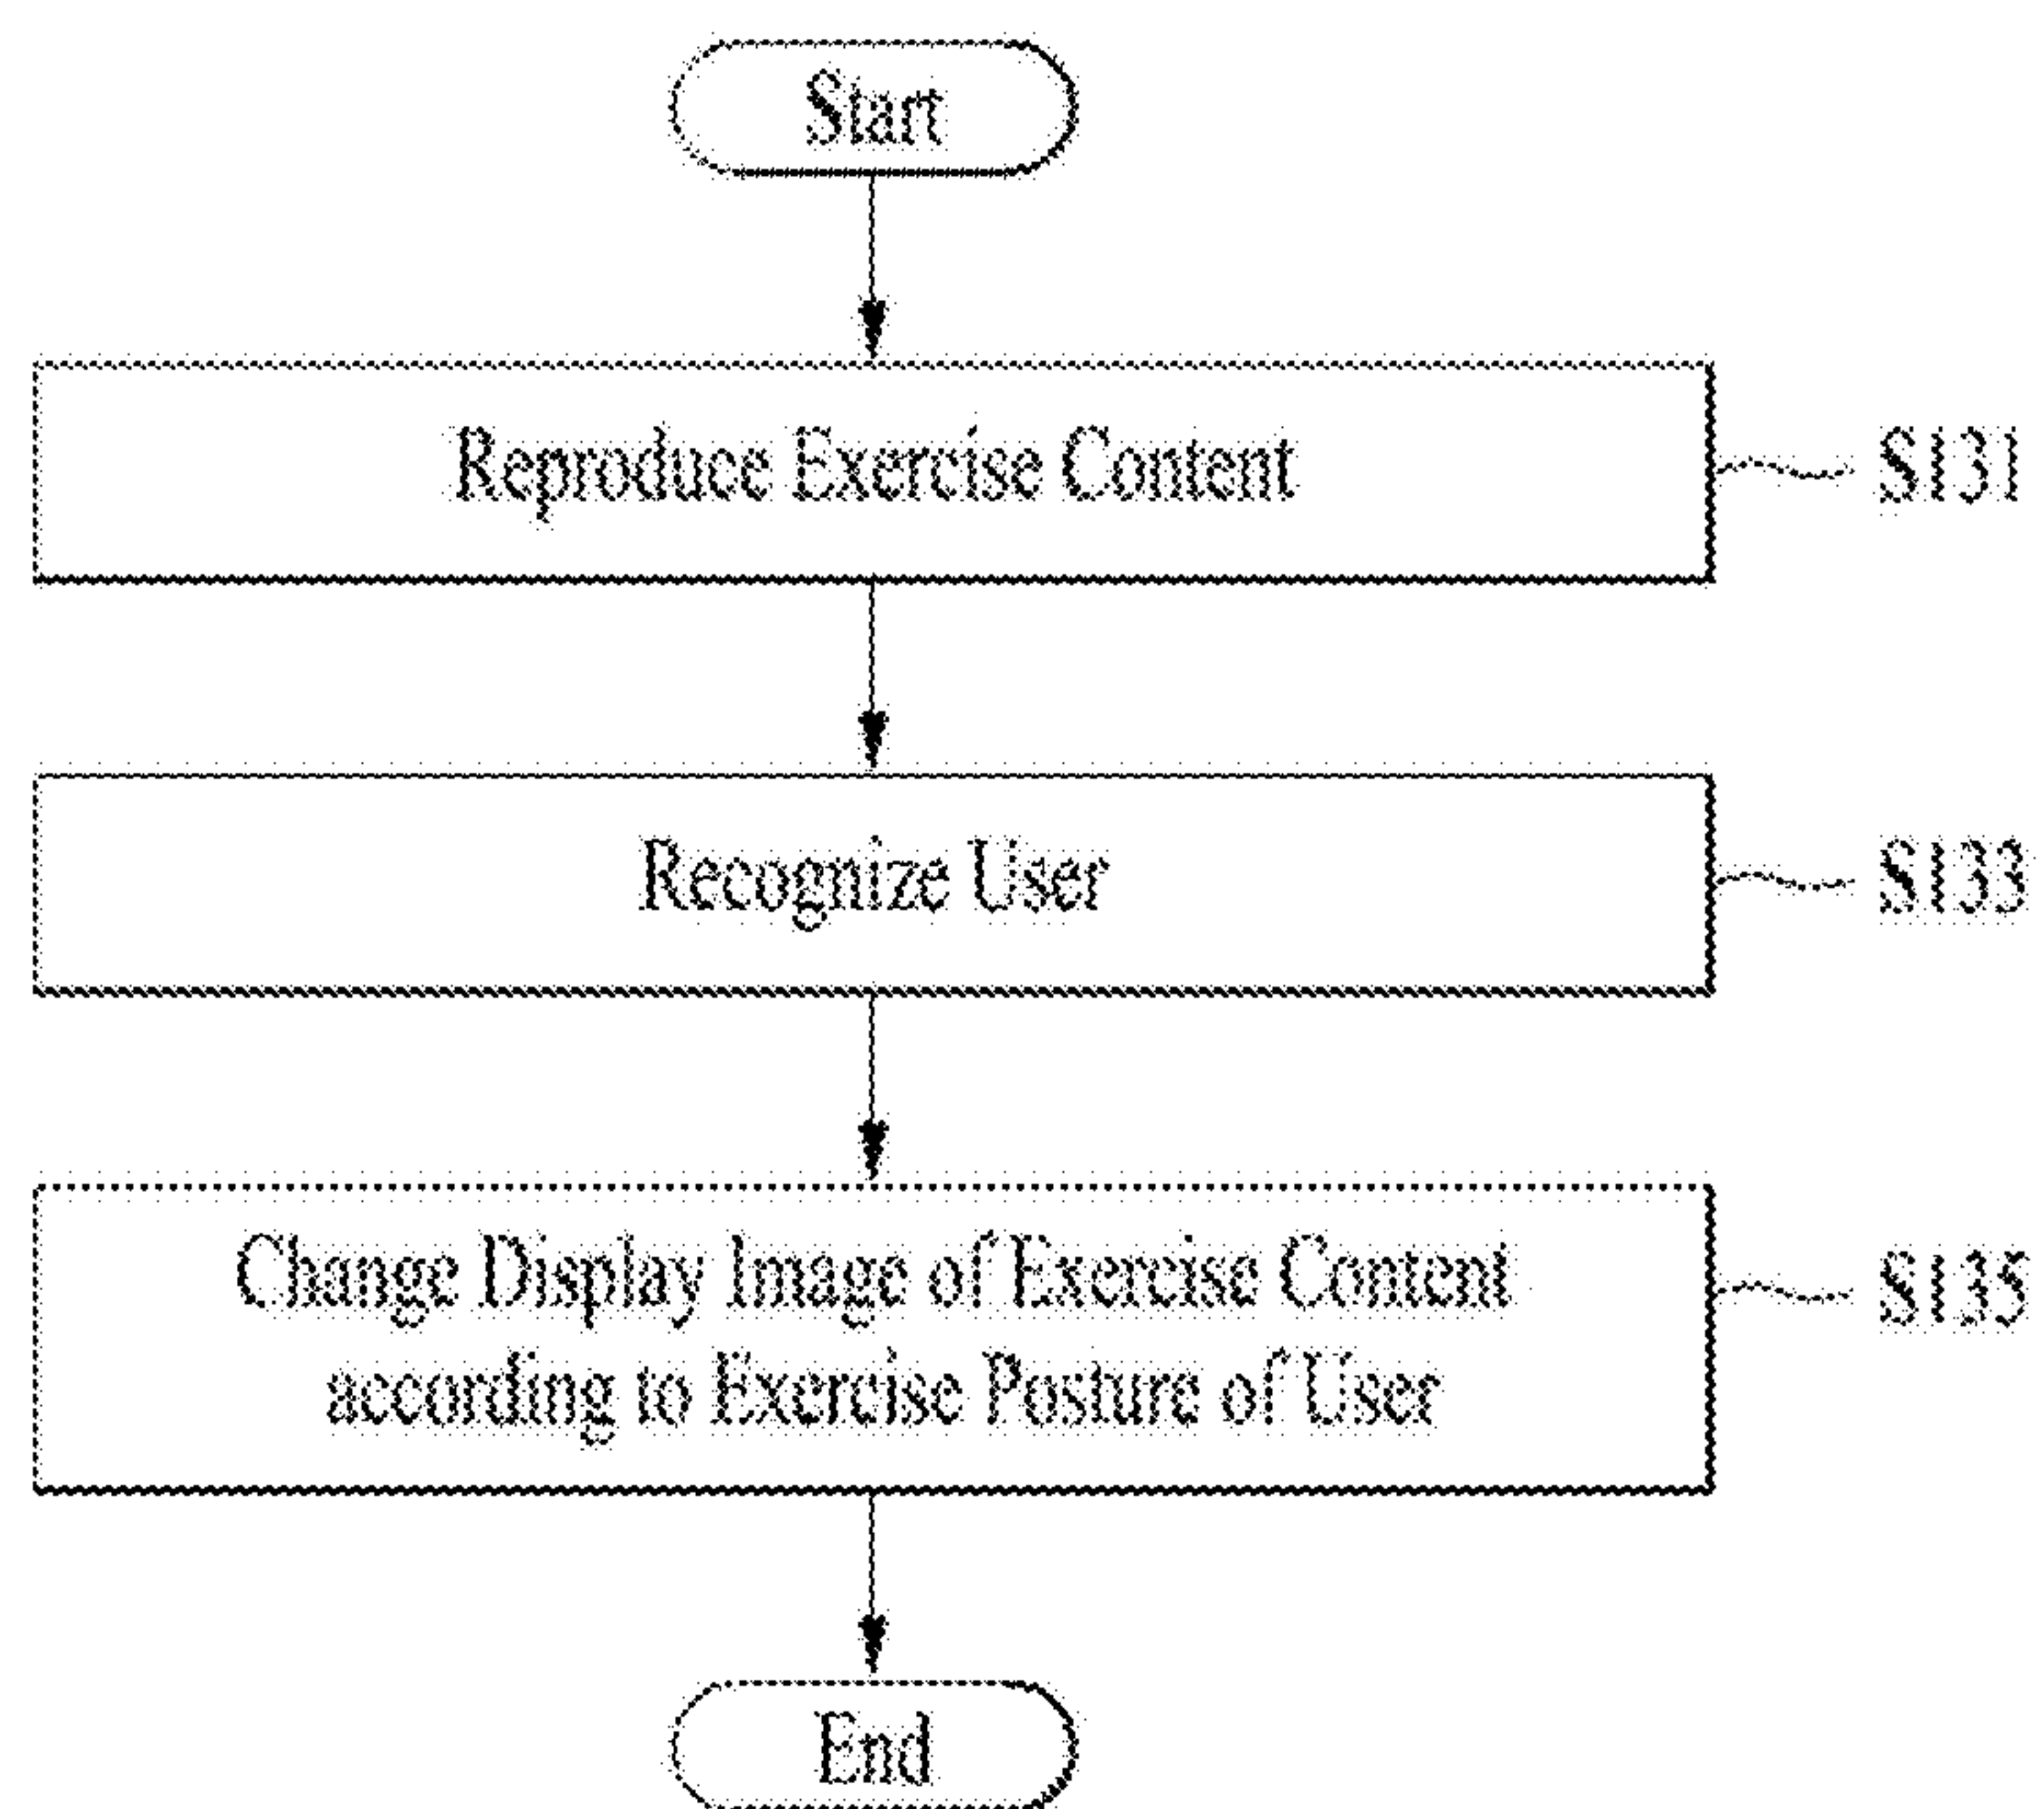 Start
Reproduce Exercise Content
S131
Recognize User
S133
Change Display Image of Exercise Content
according to Exercise Posture of User
S135
End